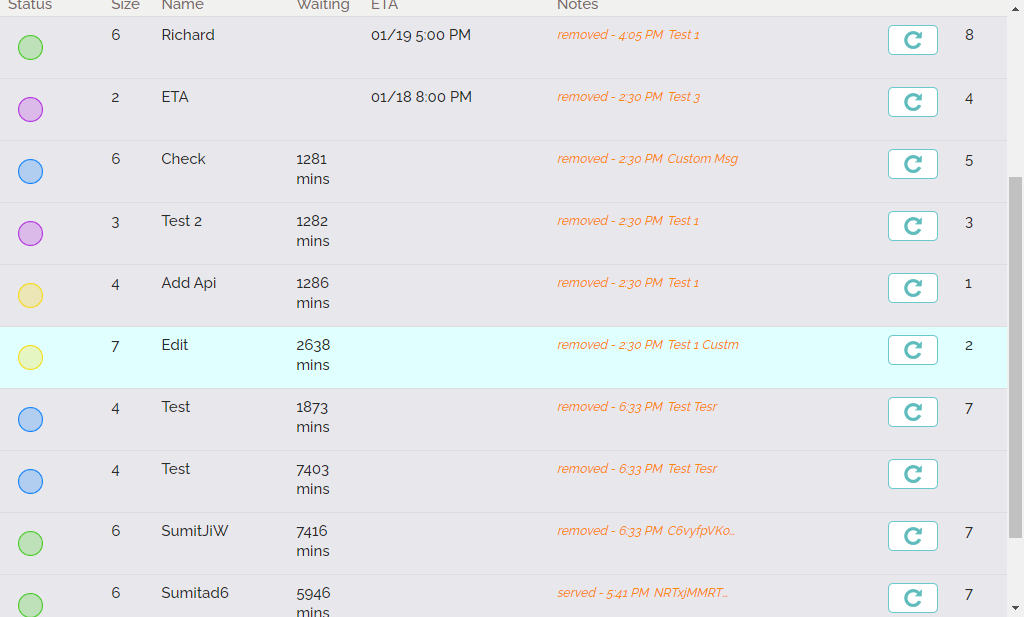 Status Size Name Waiting ETA Notes
6 Richard 01/19 5:00 PM removed - 4:05 PM Test 1 8
2 ETA 01/18 8:00 PM removed - 2:30 PM Test 3 4
6 Check 1281 removed - 2:30 PM Custom Msg 5
mins
3 Test 2 1282 removed - 2:30 PM Test 1 3
mins
4 Add Api 1286 removed - 2:30 PM Test 1 1
mins
7 Edit 2638 removed - 2:30 PM Test 1 Custm 2
mins
4 Test 1873 removed - 6:33 PM Test Tesr 7
mins
4 Test 7403 removed - 6:33 PM Test Tesr
mins
6 SumitJiW 7416 removed - 6:33 PM C6vyfpVKo... 7
mins
6 Sumitad6 5946 served - 5:41 PM NRTxjMMRT... 7
mins